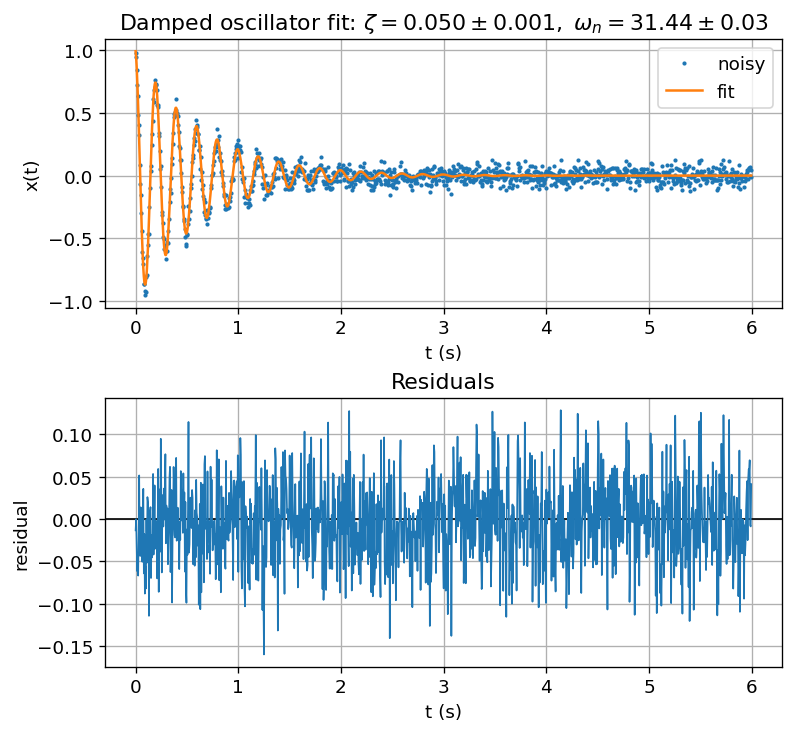 Damped oscillator fit: ζ = 0.050 ± 0.001, ωₙ = 31.44 ± 0.03
1.0
0.5
0.0
−0.5
−1.0
x(t)
noisy
fit
0 1 2 3 4 5 6
t (s)
Residuals
0.10
0.05
0.00
−0.05
−0.10
−0.15
residual
0 1 2 3 4 5 6
t (s)